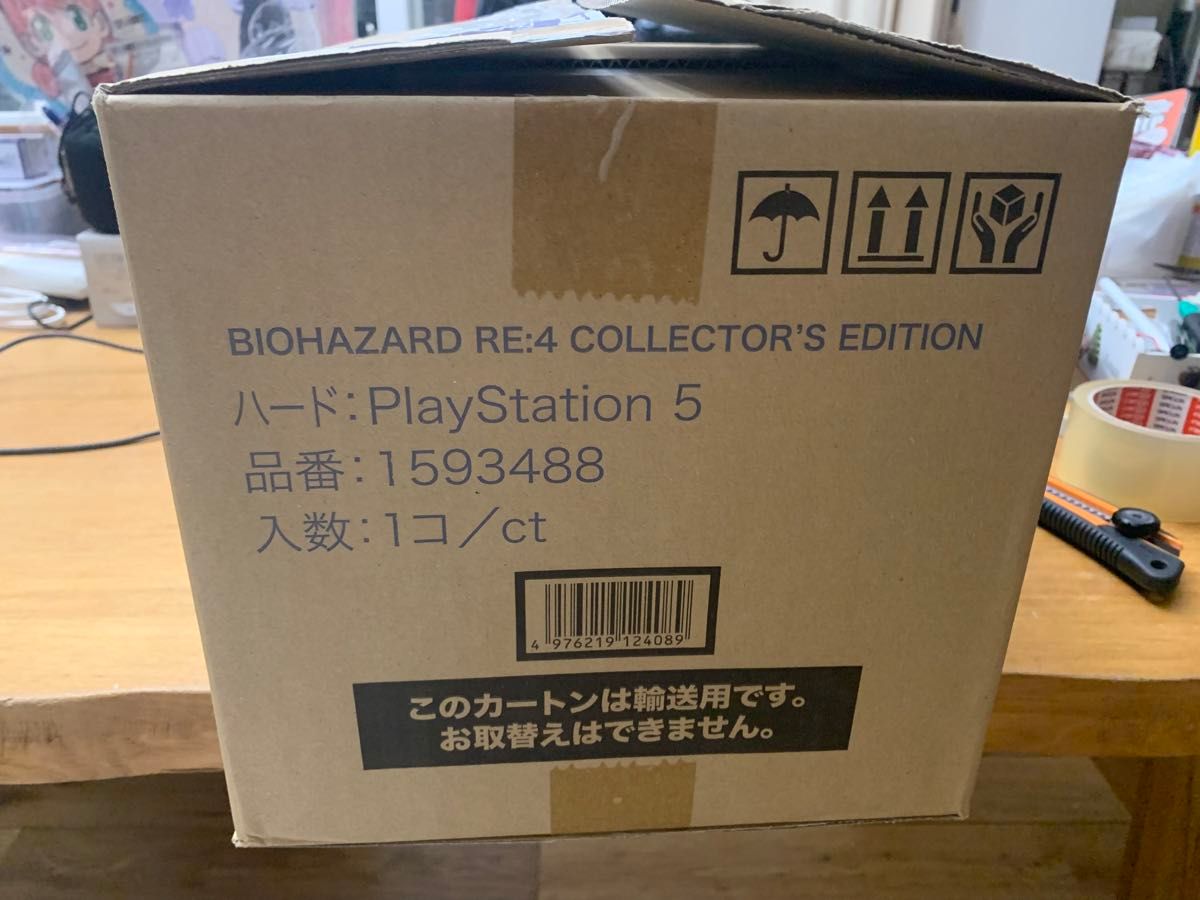 BIOHAZARD RE:4 COLLECTOR'S EDITION
ハード:PlayStation 5
品番:1593488
入数:1コ/ct
4 976219 124089
このカートンは輸送用です。
お取替えはできません。